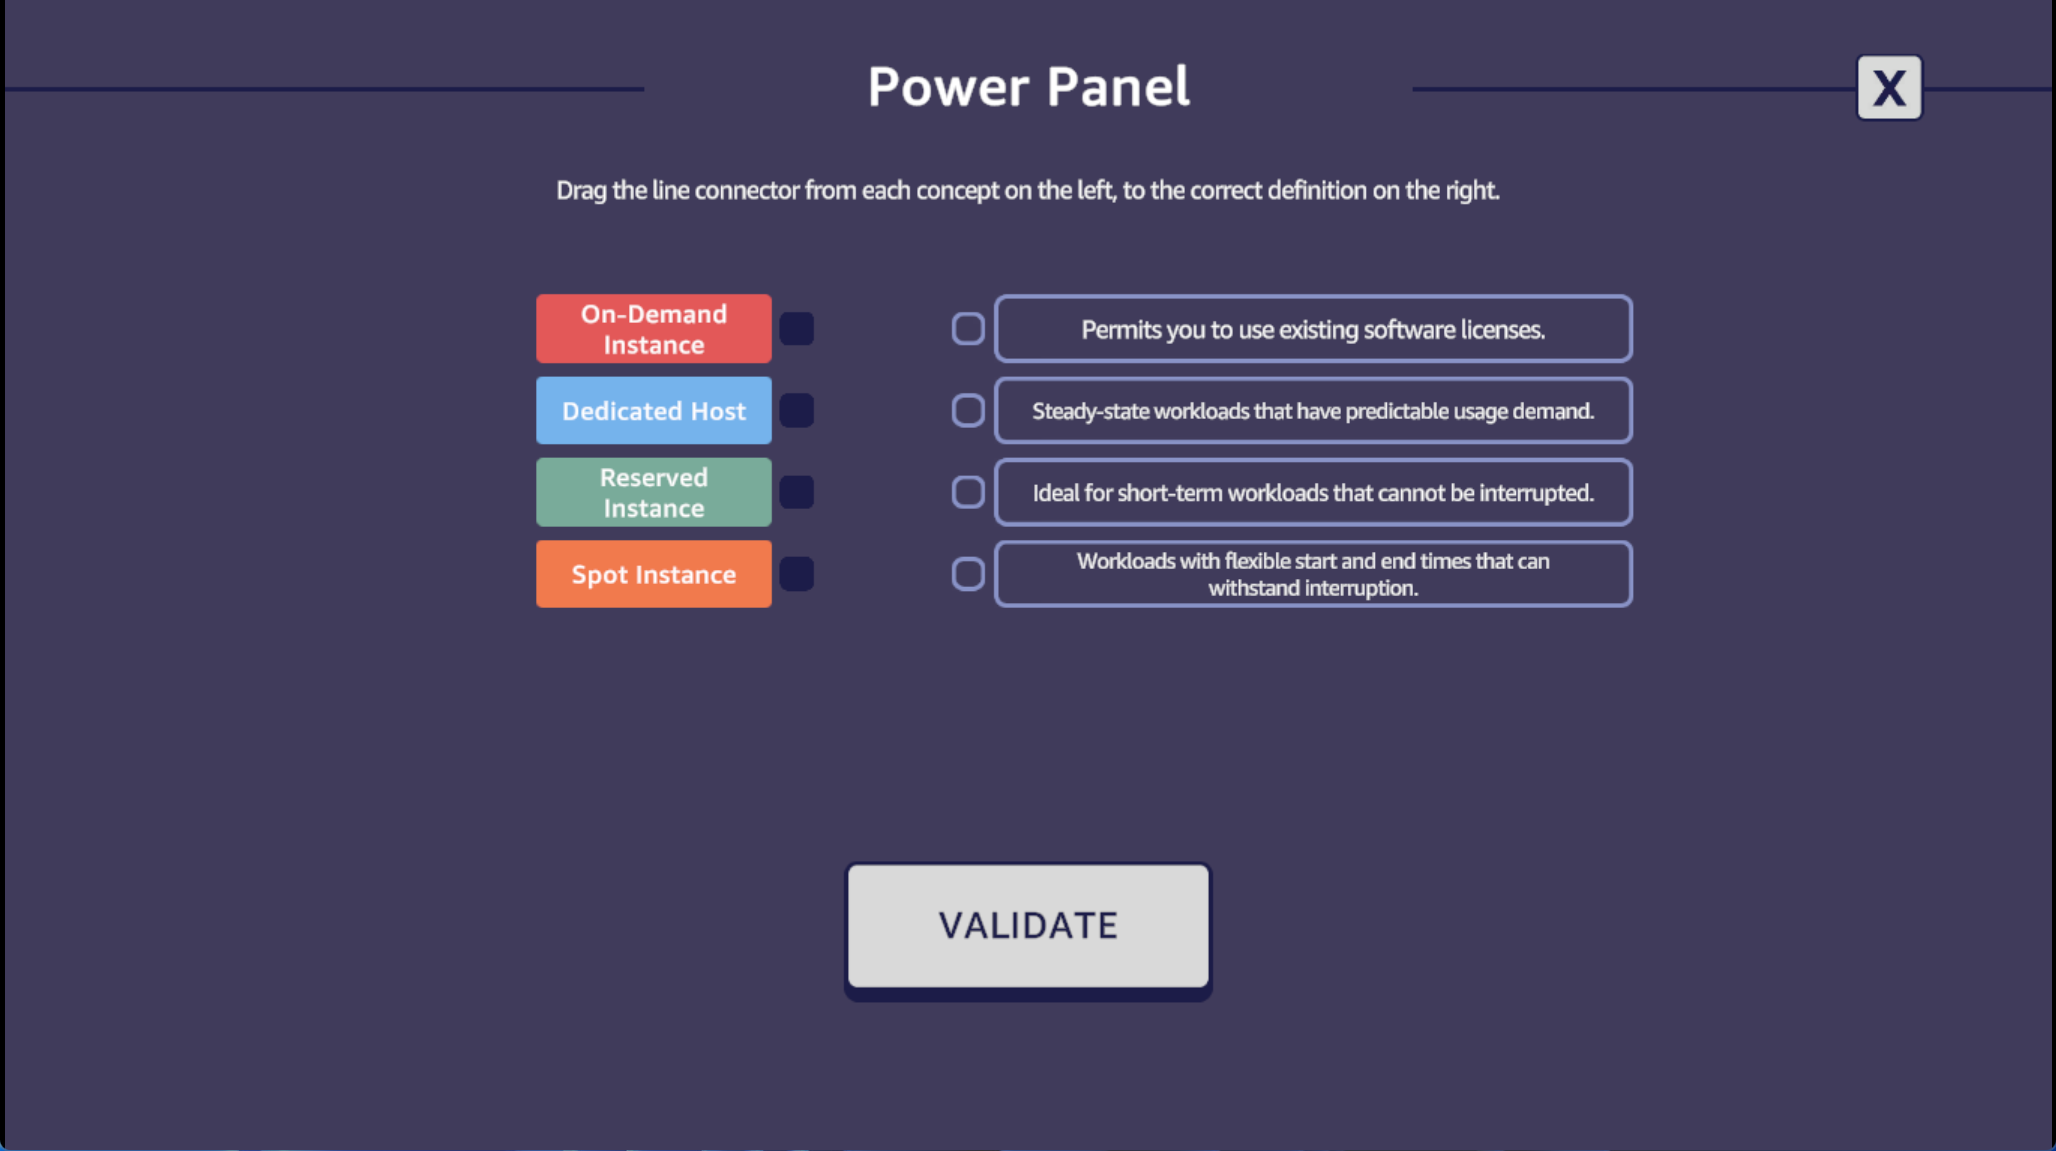 Power Panel
X
Drag the line connector from each concept on the left, to the correct definition on the right.
On-Demand
Instance
Permits you to use existing software licenses.
Dedicated Host
Steady-state workloads that have predictable usage demand.
Reserved
Instance
Ideal for short-term workloads that cannot be interrupted.
Spot Instance
Workloads with flexible start and end times that can
withstand interruption.
VALIDATE